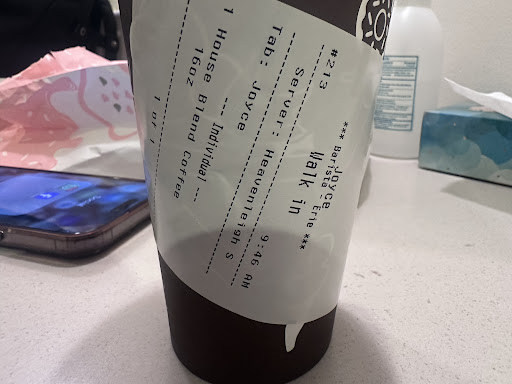 Joyce
*** Barista - Erie ***
Walk in
#213
Server: Heavenleigh S
9:46 AM
Tab: Joyce
--- Individual ---
1 House Blend Coffee
16oz
1 of 1